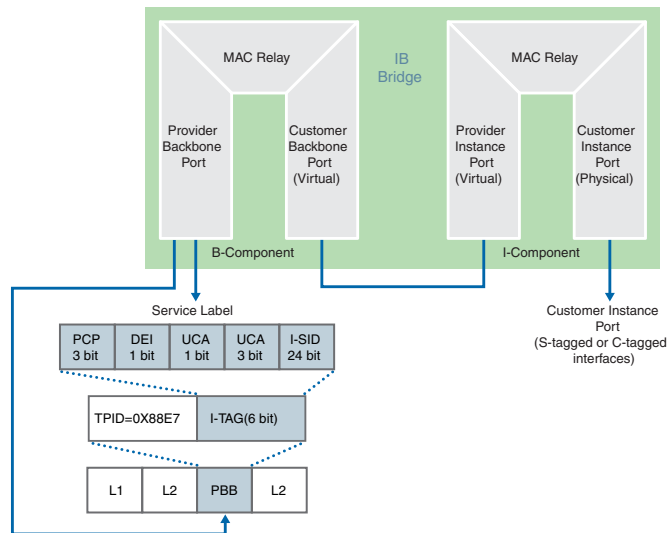 MAC Relay
IB
Bridge
MAC Relay
Provider
Backbone
Port
Customer
Backbone
Port
(Virtual)
Provider
Instance
Port
(Virtual)
Customer
Instance
Port
(Physical)
B-Component
I-Component
Service Label
Customer Instance
Port
(S-tagged or C-tagged
interfaces)
PCP
3 bit
DEI
1 bit
UCA
1 bit
UCA
3 bit
I-SID
24 bit
TPID=0X88E7
I-TAG(6 bit)
L1
L2
PBB
L2